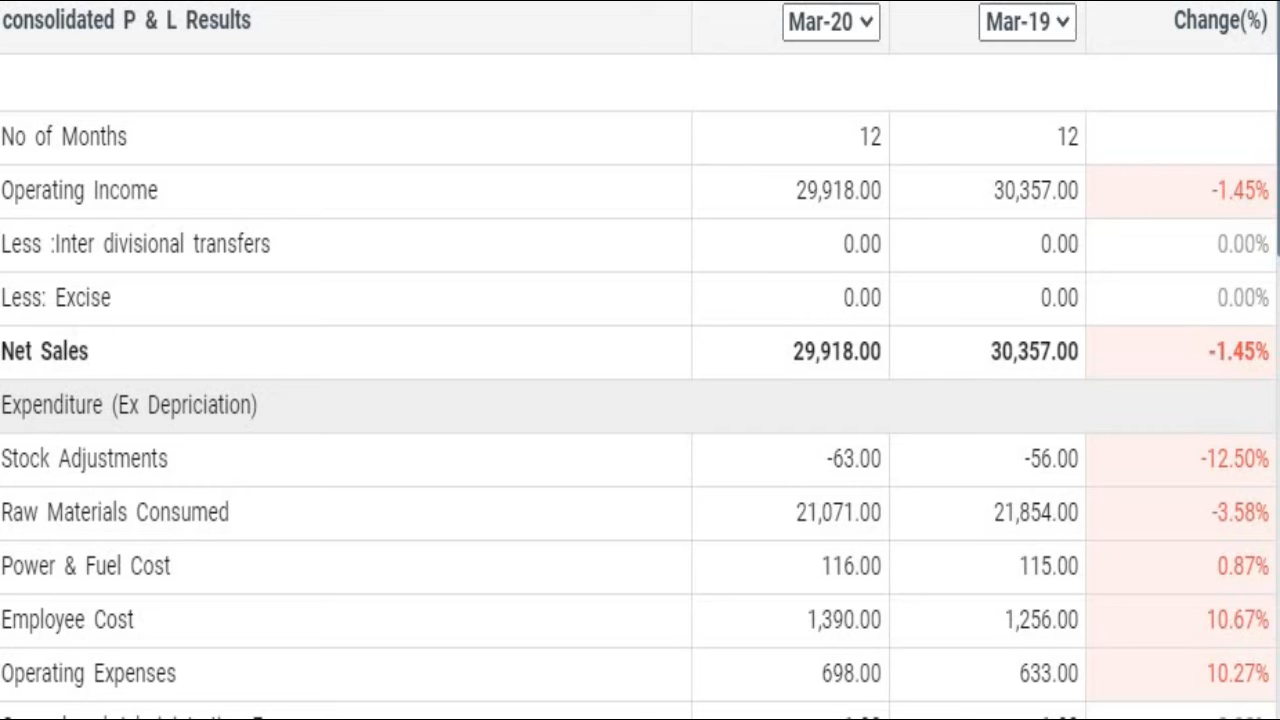 consolidated P & L Results Mar-20 Mar-19 Change(%)
No of Months 12 12
Operating Income 29,918.00 30,357.00 -1.45%
Less :Inter divisional transfers 0.00 0.00 0.00%
Less: Excise 0.00 0.00 0.00%
Net Sales 29,918.00 30,357.00 -1.45%
Expenditure (Ex Depriciation)
Stock Adjustments -63.00 -56.00 -12.50%
Raw Materials Consumed 21,071.00 21,854.00 -3.58%
Power & Fuel Cost 116.00 115.00 0.87%
Employee Cost 1,390.00 1,256.00 10.67%
Operating Expenses 698.00 633.00 10.27%